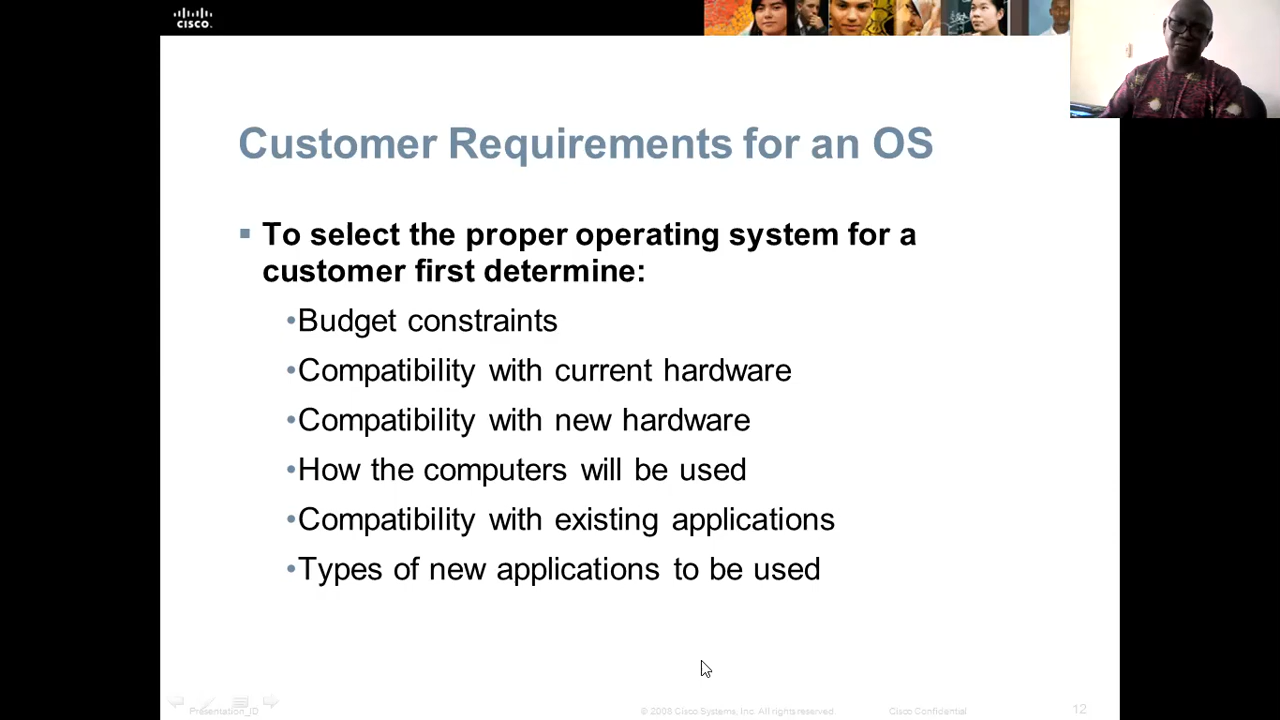 CISCO.
Customer Requirements for an OS
▪ To select the proper operating system for a
customer first determine:
•Budget constraints
•Compatibility with current hardware
•Compatibility with new hardware
•How the computers will be used
•Compatibility with existing applications
•Types of new applications to be used
Presentation_ID © 2008 Cisco Systems, Inc. All rights reserved. Cisco Confidential 12